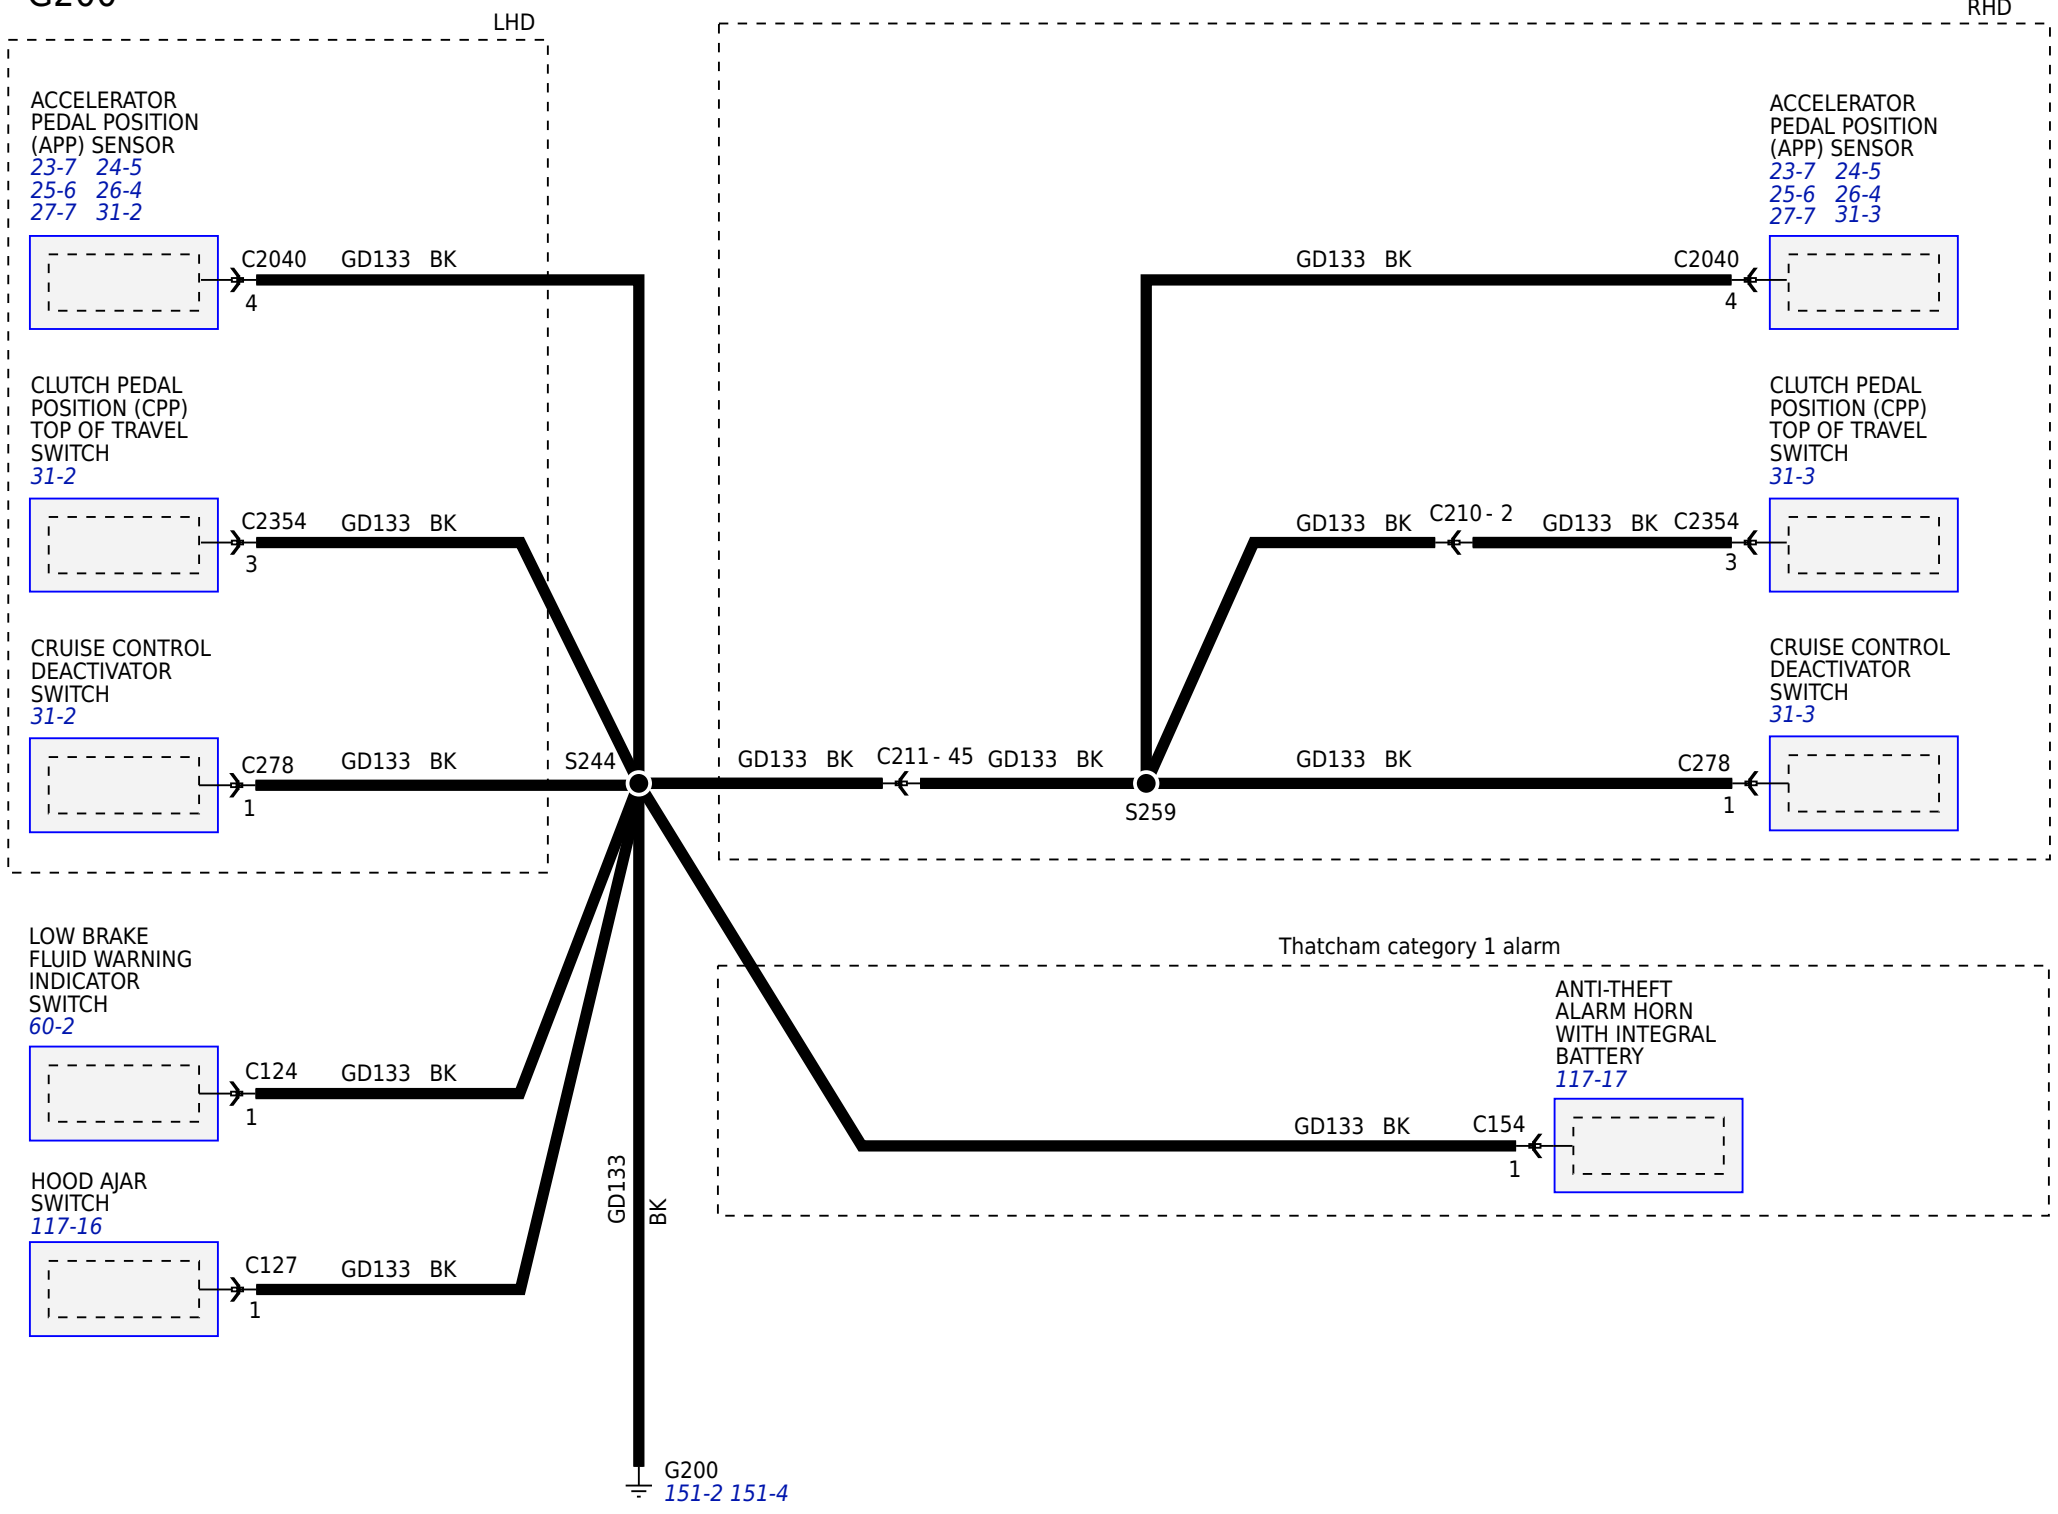 G200
LHD
RHD
ACCELERATOR
PEDAL POSITION
(APP) SENSOR
23-7 24-5
25-6 26-4
27-7 31-2
C2040 GD133 BK
4
CLUTCH PEDAL
POSITION (CPP)
TOP OF TRAVEL
SWITCH
31-2
C2354 GD133 BK
3
CRUISE CONTROL
DEACTIVATOR
SWITCH
31-2
C278 GD133 BK
1
S244
GD133 BK C211 - 45 GD133 BK
S259
ACCELERATOR
PEDAL POSITION
(APP) SENSOR
23-7 24-5
25-6 26-4
27-7 31-3
GD133 BK C2040
4
CLUTCH PEDAL
POSITION (CPP)
TOP OF TRAVEL
SWITCH
31-3
GD133 BK C210 - 2 GD133 BK C2354
3
CRUISE CONTROL
DEACTIVATOR
SWITCH
31-3
GD133 BK C278
1
LOW BRAKE
FLUID WARNING
INDICATOR
SWITCH
60-2
C124 GD133 BK
1
HOOD AJAR
SWITCH
117-16
C127 GD133 BK
1
GD133
BK
Thatcham category 1 alarm
ANTI-THEFT
ALARM HORN
WITH INTEGRAL
BATTERY
117-17
GD133 BK C154
1
G200
151-2 151-4